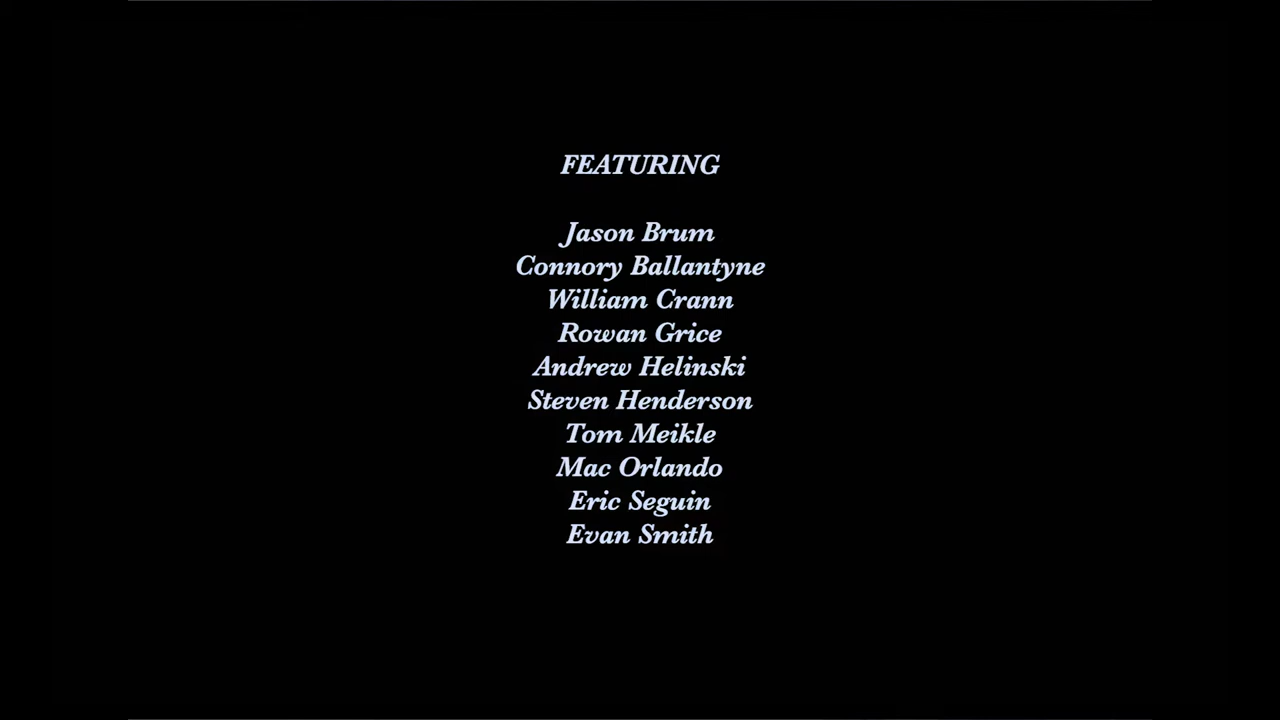 FEATURING
Jason Brum
Connory Ballantyne
William Crann
Rowan Grice
Andrew Helinski
Steven Henderson
Tom Meikle
Mac Orlando
Eric Seguin
Evan Smith